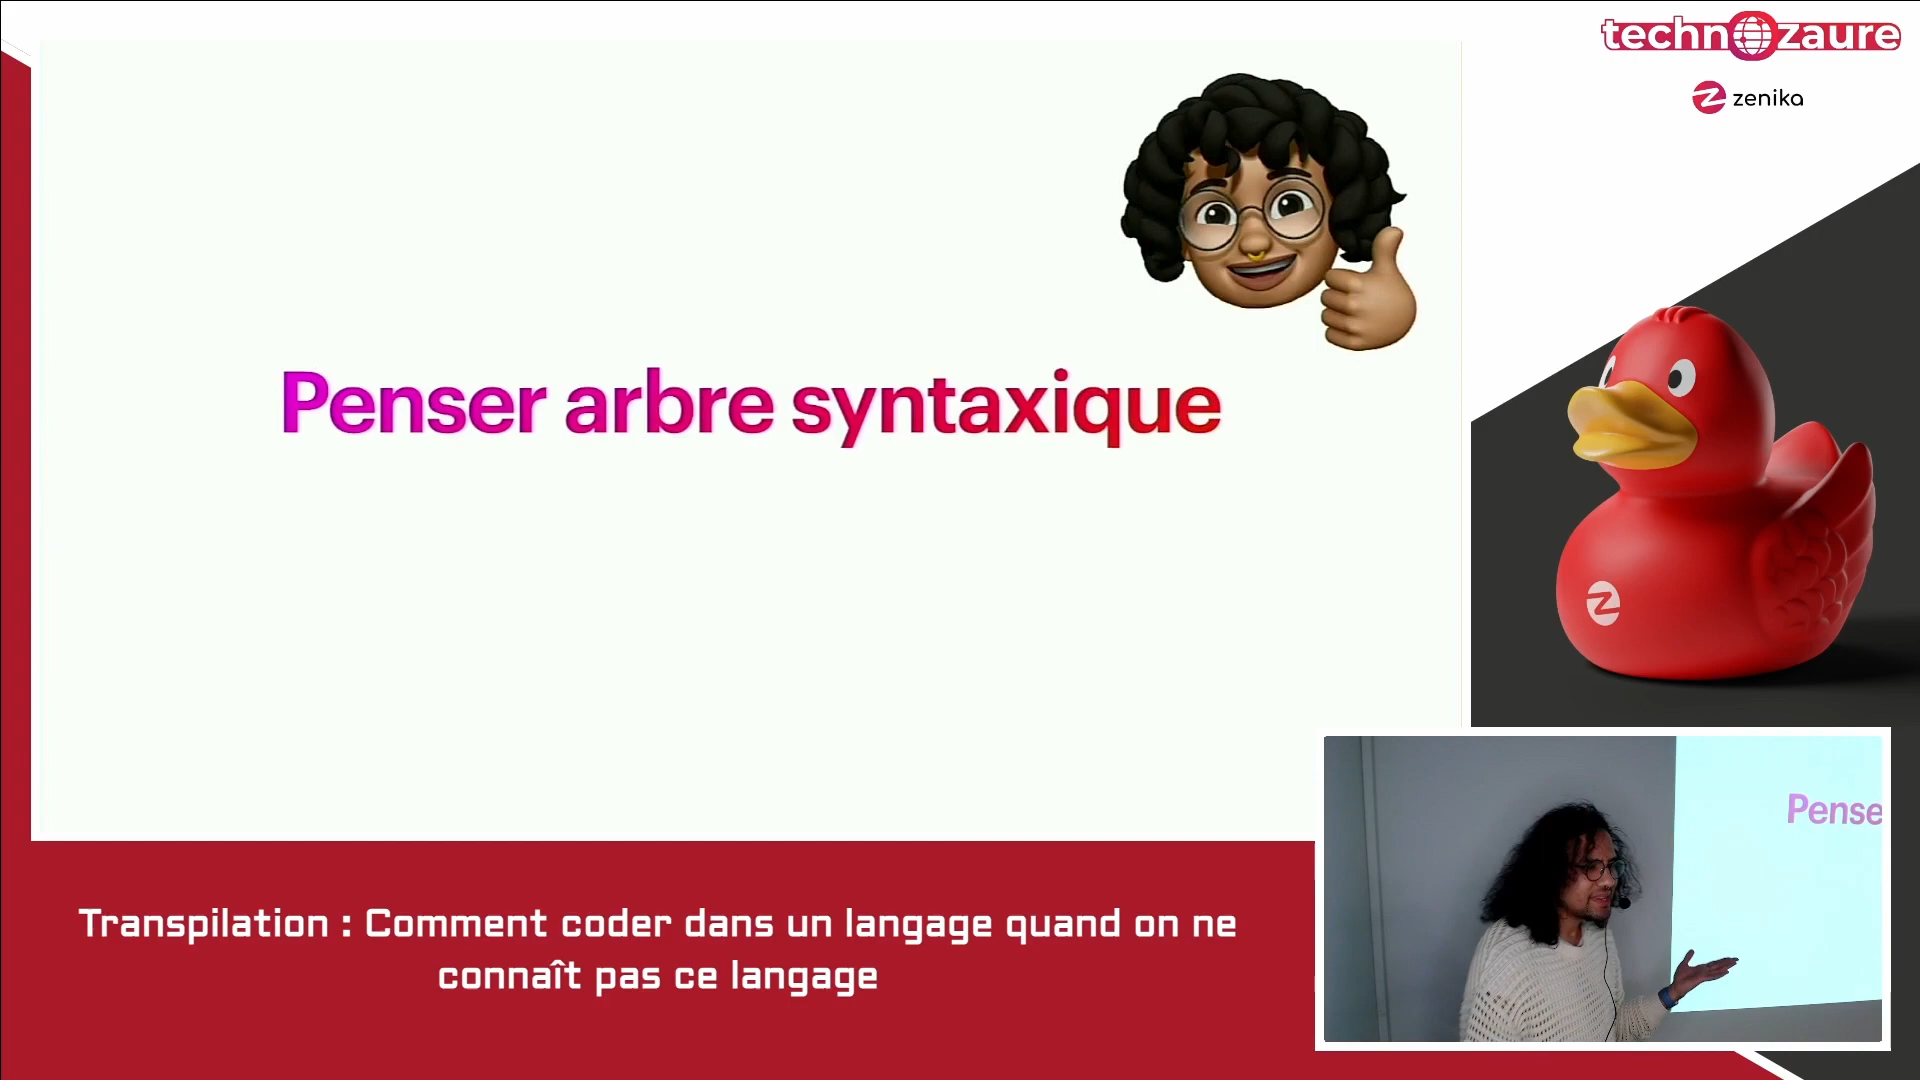 technozaure
zenika
Penser arbre syntaxique
Pense
Transpilation : Comment coder dans un langage quand on ne
connaît pas ce langage